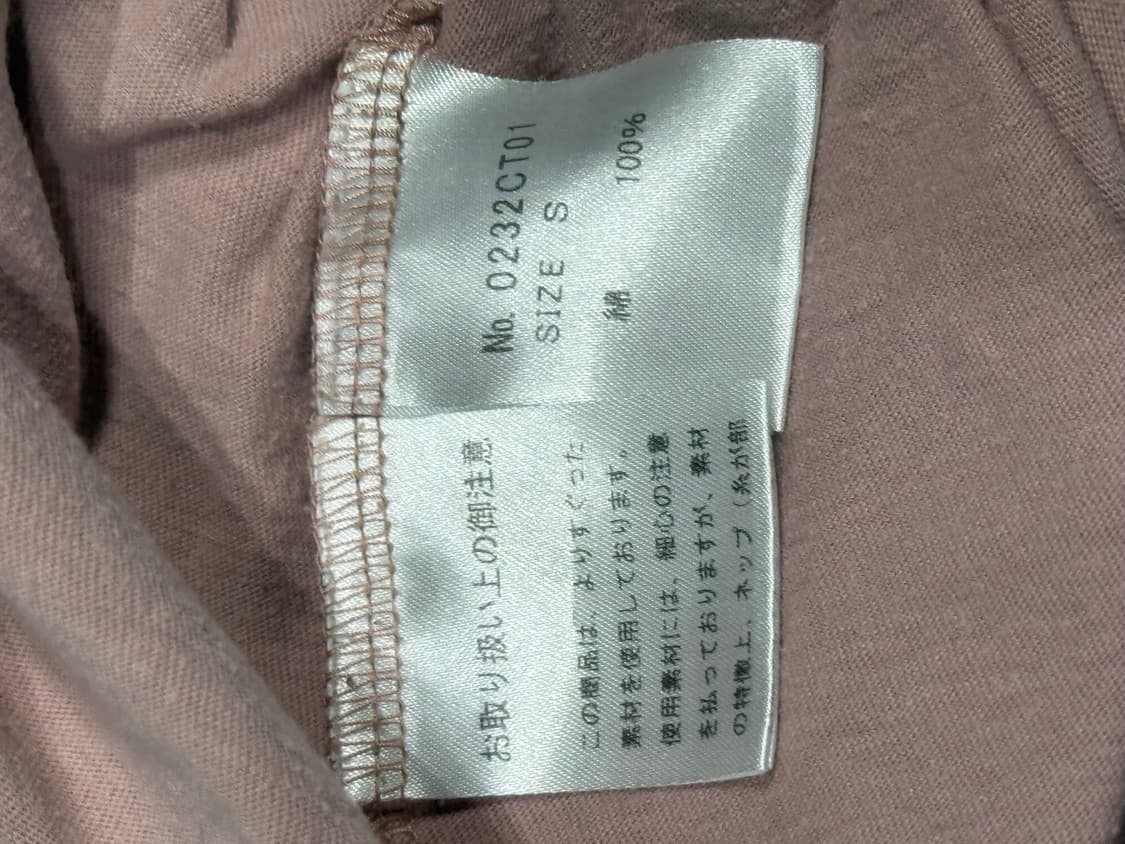 No. 0232CT01
SIZE S
綿 100%
お取り扱い上の御注意
この商品は、よりすぐった
素材を使用しております。
使用素材には、細心の注意
を払っておりますが、素材
の特徴上、ネップ（糸が部